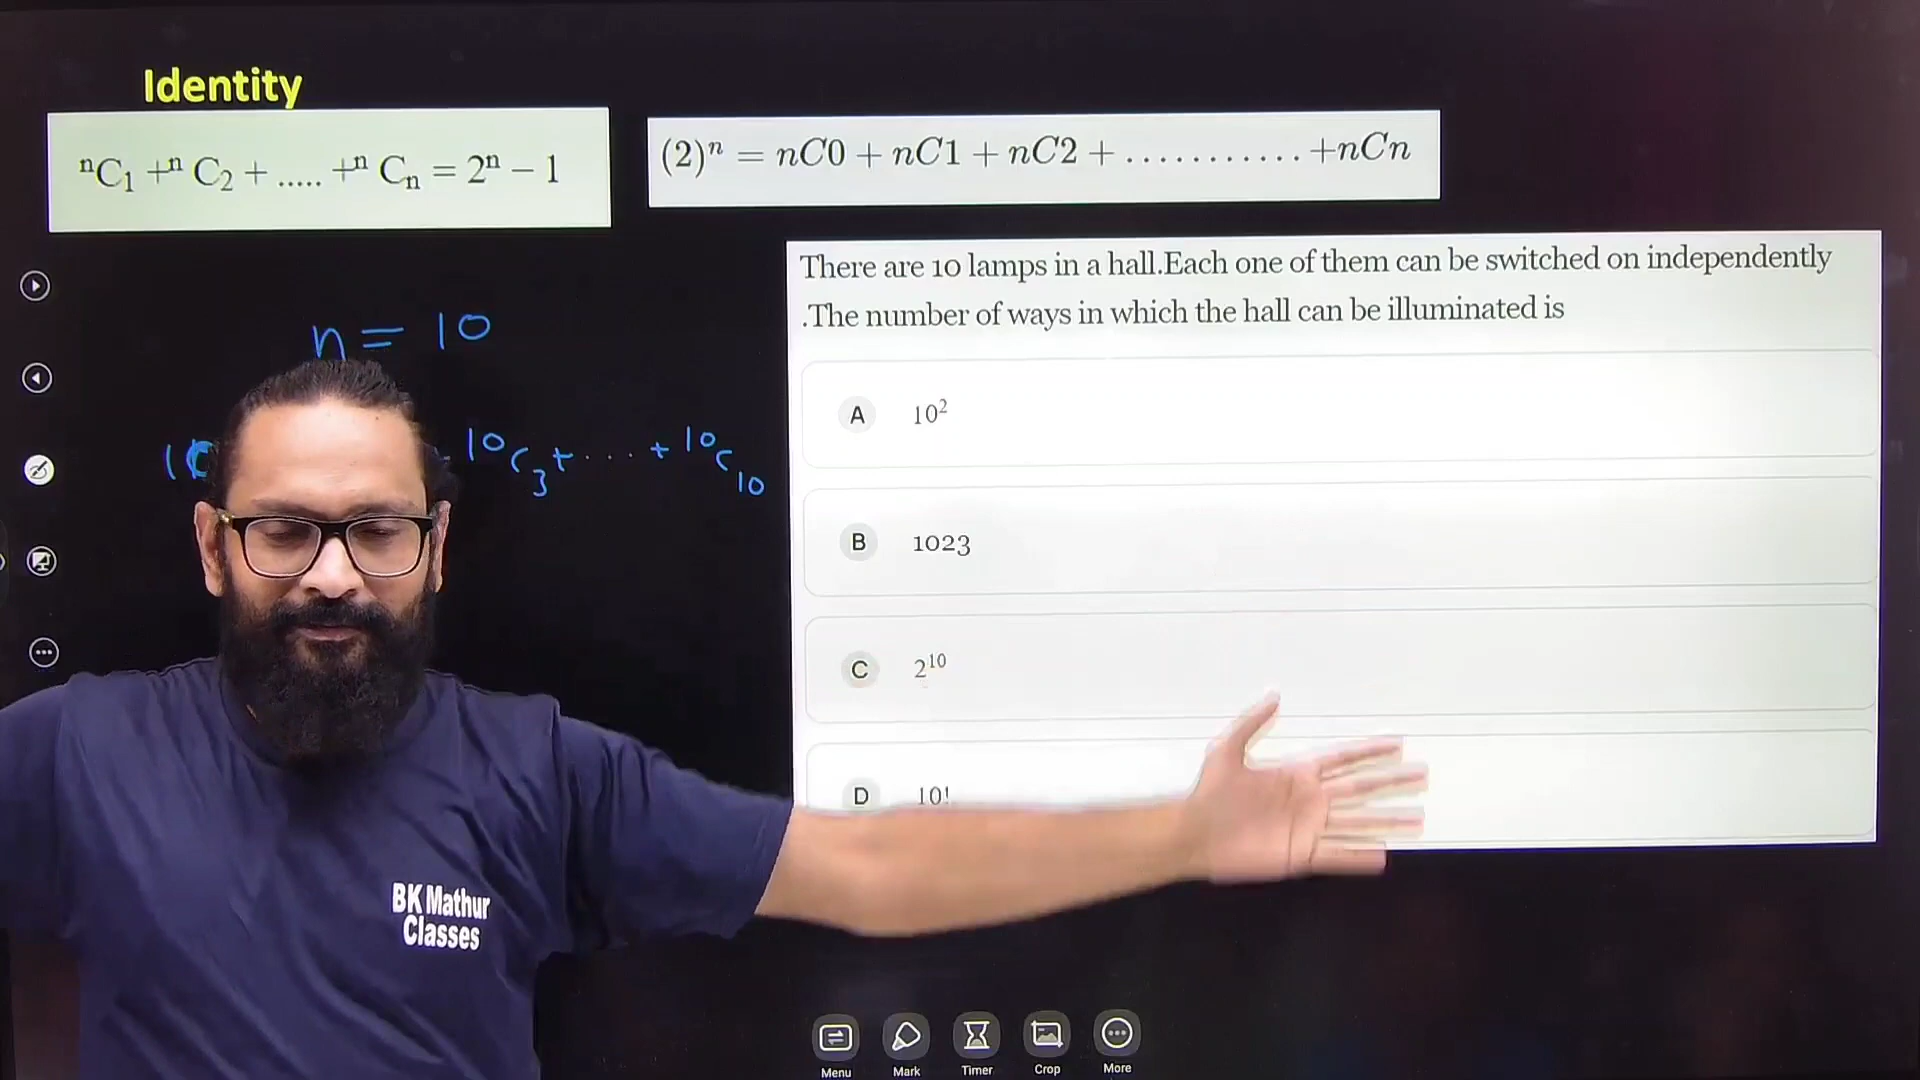 Identity
ⁿC₁ +ⁿ C₂ + ..... +ⁿ Cₙ = 2ⁿ – 1
(2)ⁿ = nC0 + nC1 + nC2 + ........... +nCn
There are 10 lamps in a hall.Each one of them can be switched on independently
.The number of ways in which the hall can be illuminated is
n = 10
¹⁰C₃ + .... + ¹⁰C₁₀
A 10²
B 1023
C 2¹⁰
D 10!
BK Mathur
Classes
Menu Mark Timer Crop More